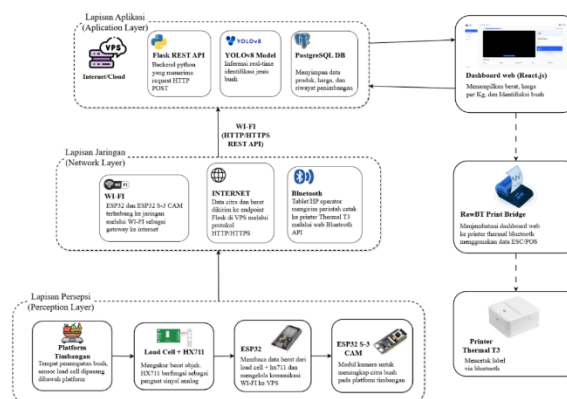 Lapisan Aplikasi
(Aplication Layer)
VPS
Internet/Cloud
Flask REST API
Backend python
yang menerima
request HTTP
POST
YOLOv8
YOLOv8 Model
Inferensi real-time
identifikasi jenis
buah
PostgreSQL DB
Menyimpan data
produk, harga, dan
riwayat penimbangan
Dashboard web (React.js)
Menampilkan berat, harga
per Kg, dan Identifikasi buah
WI-FI
(HTTP/HTTPS
REST API)
Lapisan Jaringan
(Network Layer)
WI-FI
ESP32 dan ESP32 S-3 CAM
terhubung ke jaringan
melalui WI-FI sebagai
gateway ke internet
INTERNET
Data citra dan berat
dikirim ke endpoint
Flask di VPS melalui
protokol
HTTP/HTTPS
Bluetooth
Tablet/HP operator
mengirim perintah cetak
ke printer Thermal T3
melalui web Bluetooth
API
RawBT Print Bridge
Menjembatani dashboard web
ke printer thermal bluetooth
menggunakan data ESC/POS
Lapisan Persepsi
(Perception Layer)
Platform
Timbangan
Tempat penempatan buah,
sensor load cell dipasang
dibawah platform
Load Cell + HX711
Mengukur berat objek.
HX711 berfungsi sebagai
penguat sinyal analog
ESP32
Membaca data berat dari
load cell + hx711 dan
mengelola komunikasi
WI-FI ke VPS
ESP32 S-3
CAM
Modul kamera untuk
menangkap citra buah
pada platform timbangan
Printer
Thermal T3
Mencetak label
via bluetooth